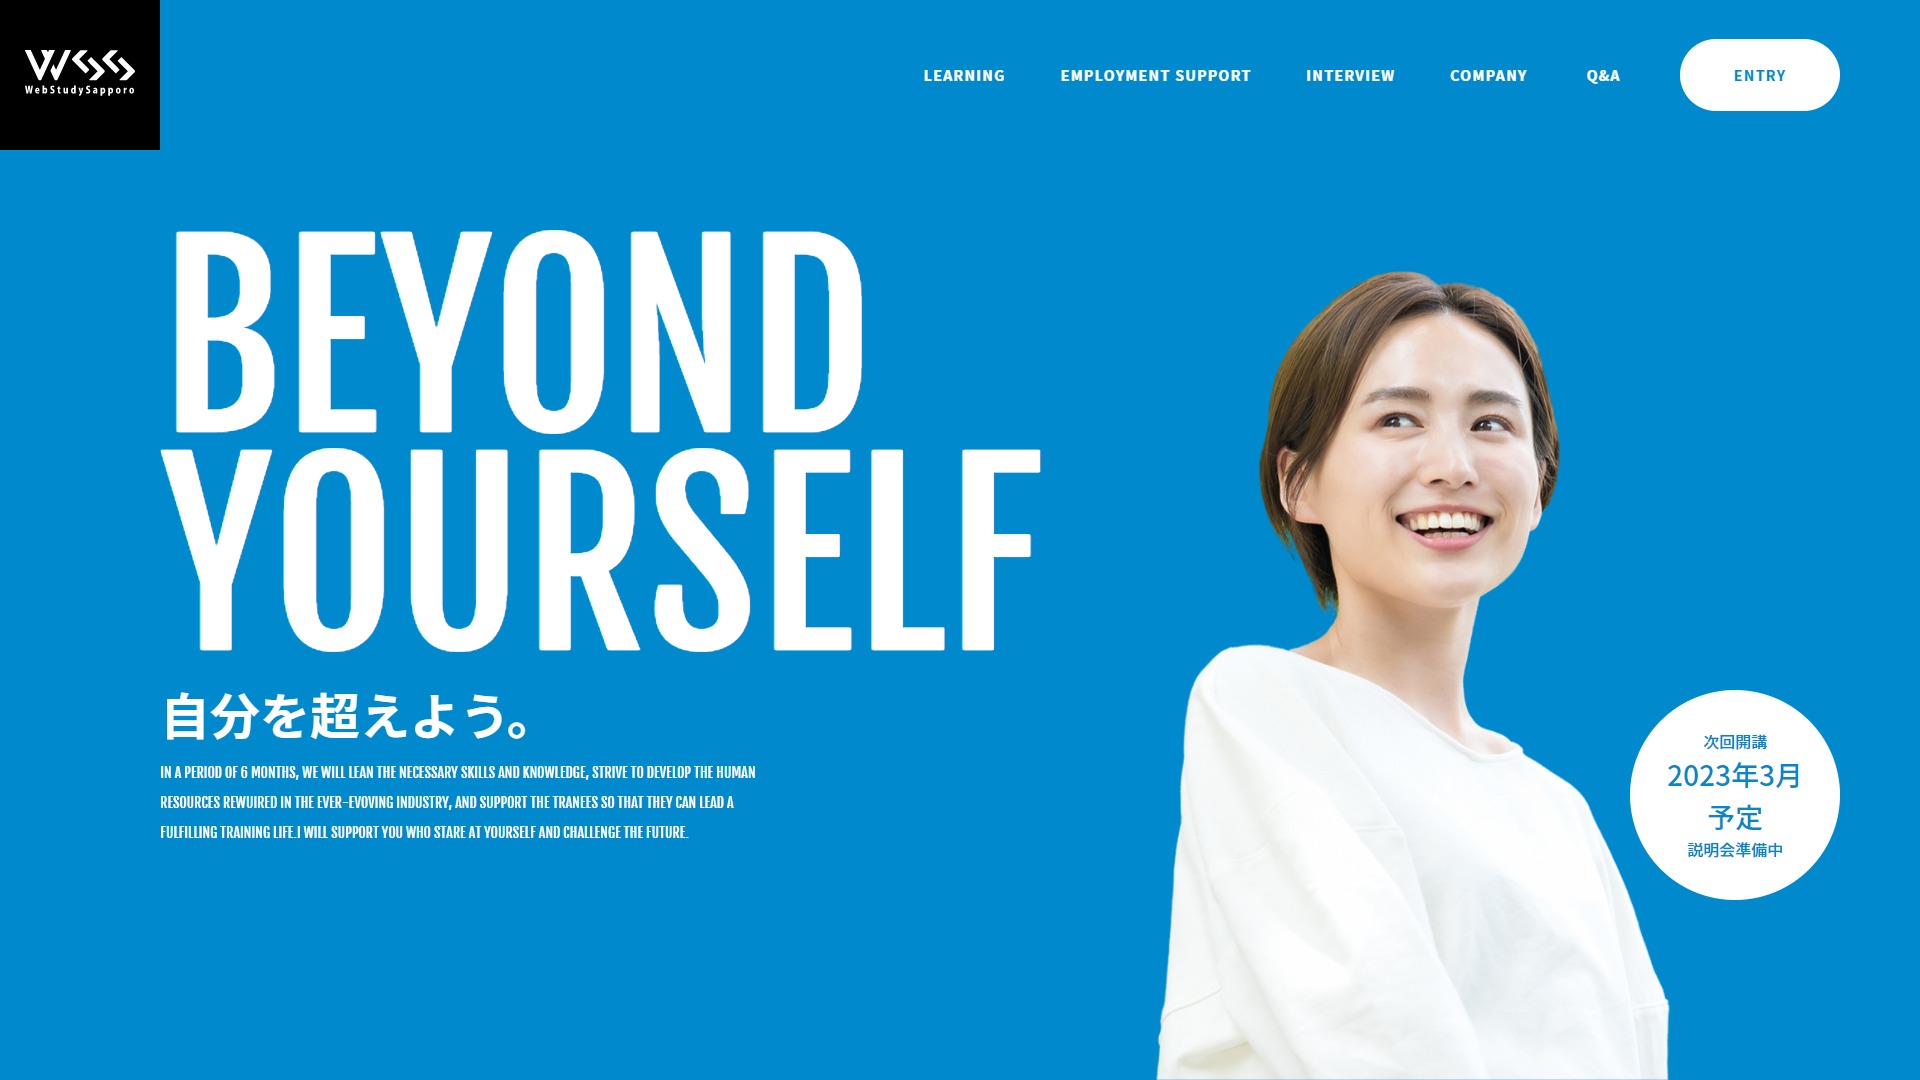 WSS
WebStudySapporo
LEARNING
EMPLOYMENT SUPPORT
INTERVIEW
COMPANY
Q&A
ENTRY
BEYOND
YOURSELF
自分を超えよう。
IN A PERIOD OF 6 MONTHS, WE WILL LEAN THE NECESSARY SKILLS AND KNOWLEDGE, STRIVE TO DEVELOP THE HUMAN
RESOURCES REWUIRED IN THE EVER-EVOVING INDUSTRY, AND SUPPORT THE TRANEES SO THAT THEY CAN LEAD A
FULFILLING TRAINING LIFE.I WILL SUPPORT YOU WHO STARE AT YOURSELF AND CHALLENGE THE FUTURE.
次回開講
2023年3月
予定
説明会準備中